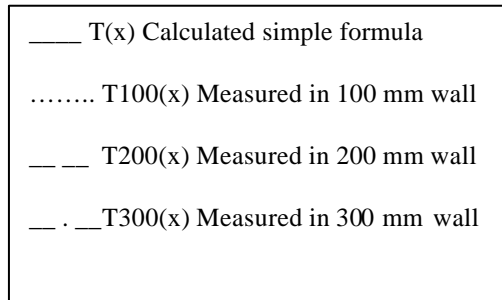 ____ T(x) Calculated simple formula
…….. T100(x) Measured in 100 mm wall
__ __ T200(x) Measured in 200 mm wall
__ . __T300(x) Measured in 300 mm wall